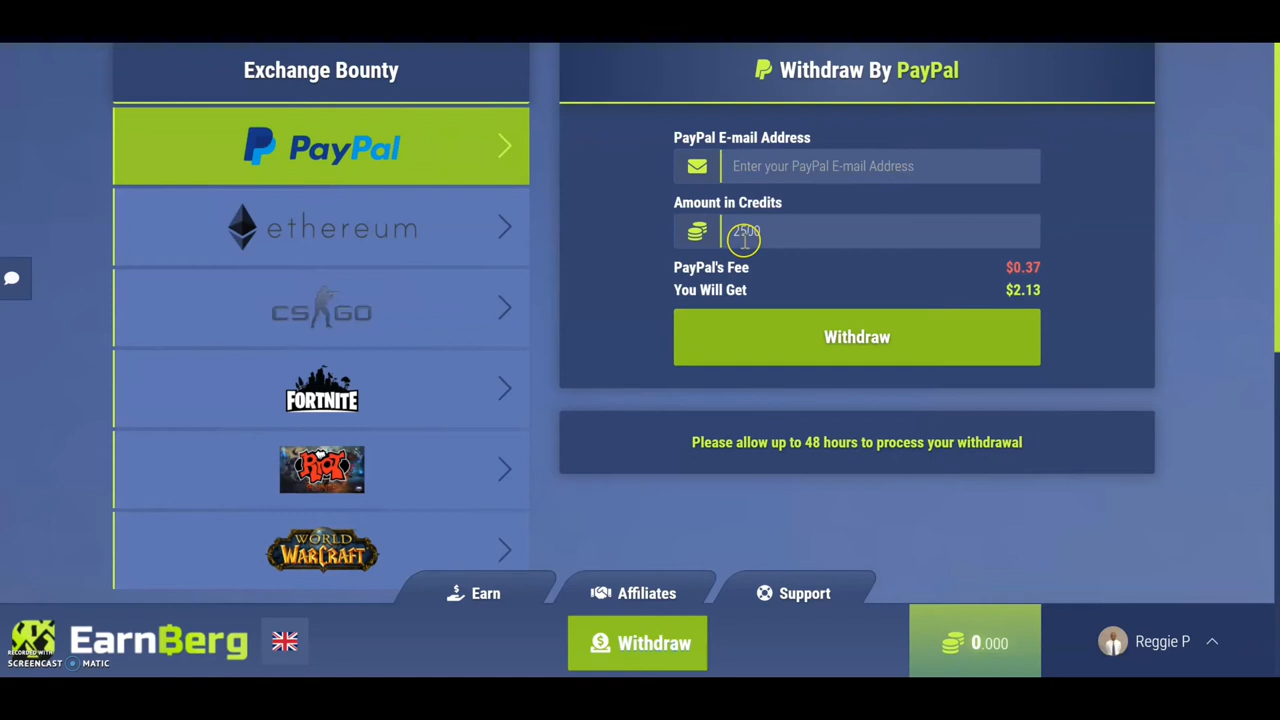 Exchange Bounty
PayPal
ethereum
CS GO
FORTNITE
RIOT
WORLD
WARCRAFT
Withdraw By PayPal
PayPal E-mail Address
Enter your PayPal E-mail Address
Amount in Credits
2500
PayPal's Fee $0.37
You Will Get $2.13
Withdraw
Please allow up to 48 hours to process your withdrawal
Earn
Affiliates
Support
RECORDED WITH
SCREENCAST MATIC
EarnBerg
Withdraw
0.000
Reggie P